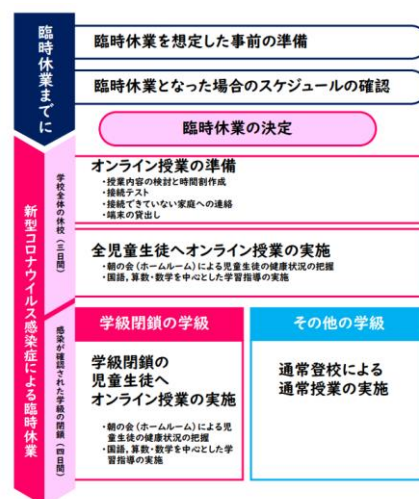 臨時休業までに
臨時休業を想定した事前の準備
臨時休業となった場合のスケジュールの確認
臨時休業の決定
新型コロナウイルス感染症による臨時休業
学校全体の休校(三日間)
オンライン授業の準備
・授業内容の検討と時間割作成
・接続テスト
・接続できていない家庭への連絡
・端末の貸出し
全児童生徒へオンライン授業の実施
・朝の会(ホームルーム)による児童生徒の健康状況の把握
・国語,算数・数学を中心とした学習指導の実施
感染が確認された学級の閉鎖(四日間)
学級閉鎖の学級
学級閉鎖の
児童生徒へ
オンライン授業の実施
・朝の会(ホームルーム)による児
童生徒の健康状況の把握
・国語,算数・数学を中心とした学
習指導の実施
その他の学級
通常登校による
通常授業の実施